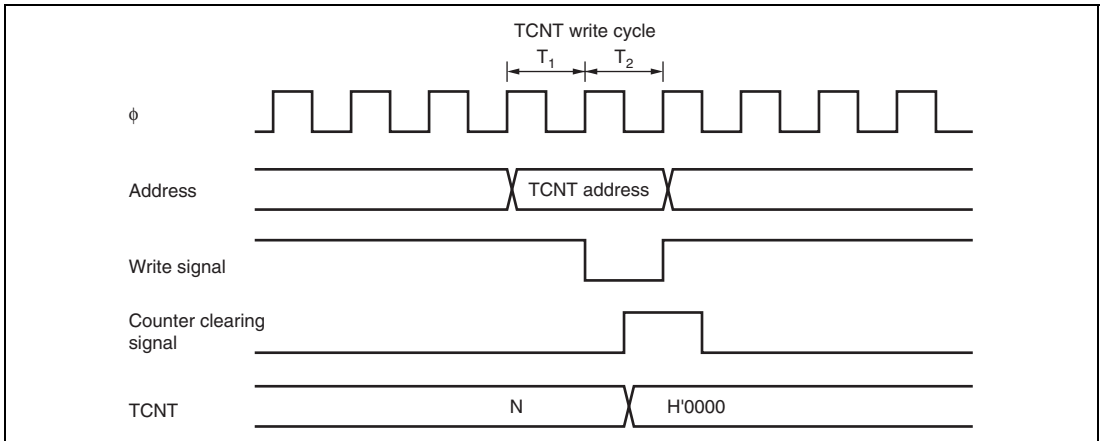 TCNT write cycle
T₁ T₂
ϕ
Address TCNT address
Write signal
Counter clearing
signal
TCNT N H'0000